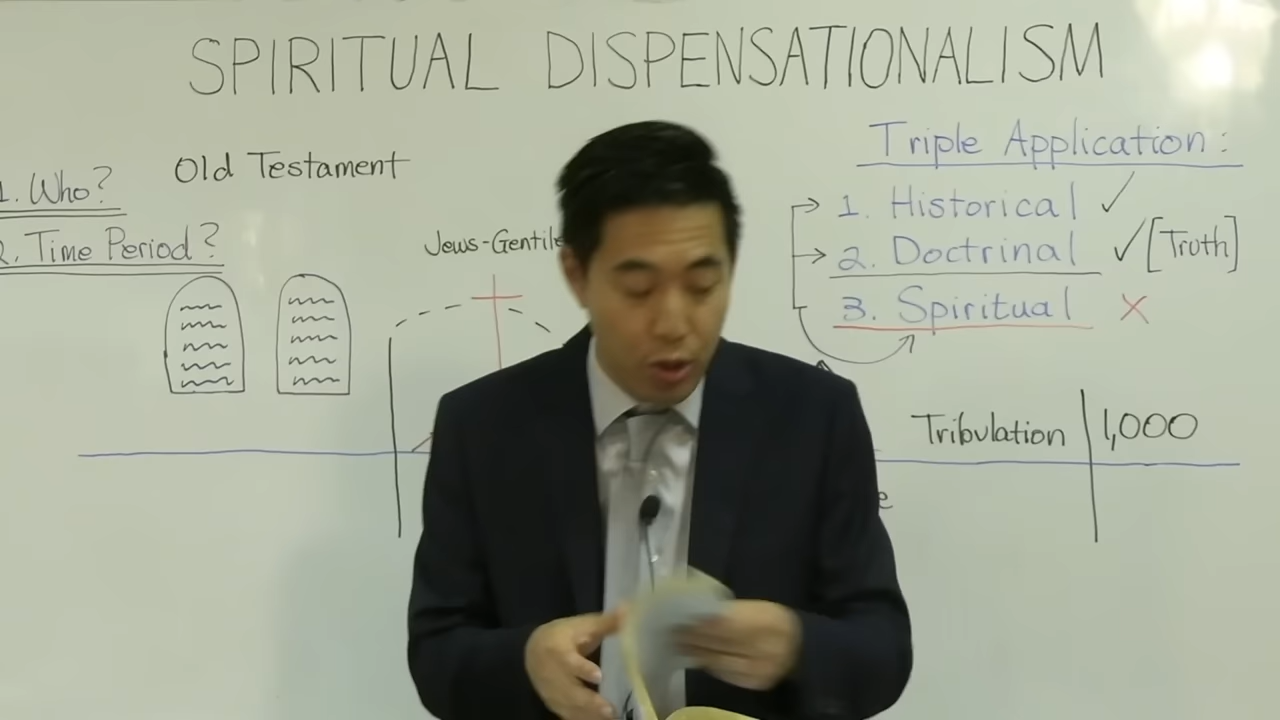 SPIRITUAL DISPENSATIONALISM
1. Who?
2. Time Period?
Old Testament
Jews-Gentile
Triple Application:
1. Historical ✓
2. Doctrinal ✓ [Truth]
3. Spiritual X
Tribulation
1,000